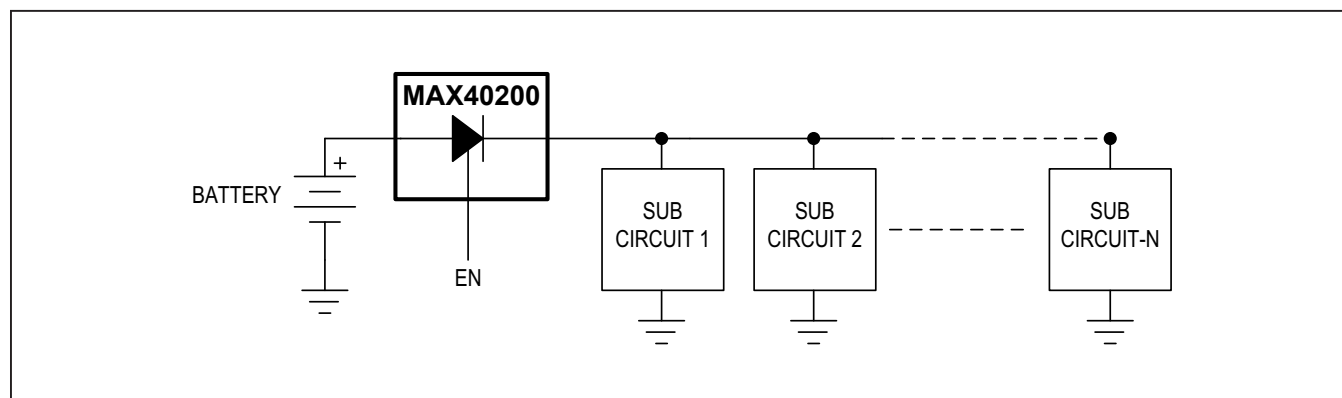 MAX40200
+
BATTERY
EN
SUB
CIRCUIT 1
SUB
CIRCUIT 2
SUB
CIRCUIT-N